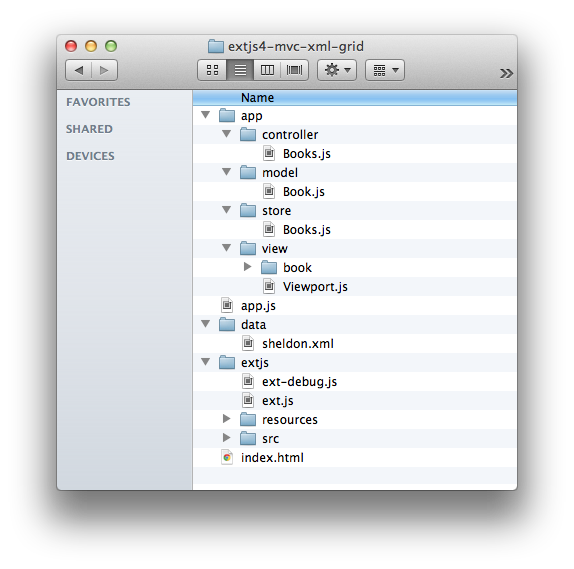 extjs4-mvc-xml-grid
FAVORITES
SHARED
DEVICES
Name
app
controller
Books.js
model
Book.js
store
Books.js
view
book
Viewport.js
app.js
data
sheldon.xml
extjs
ext-debug.js
ext.js
resources
src
index.html